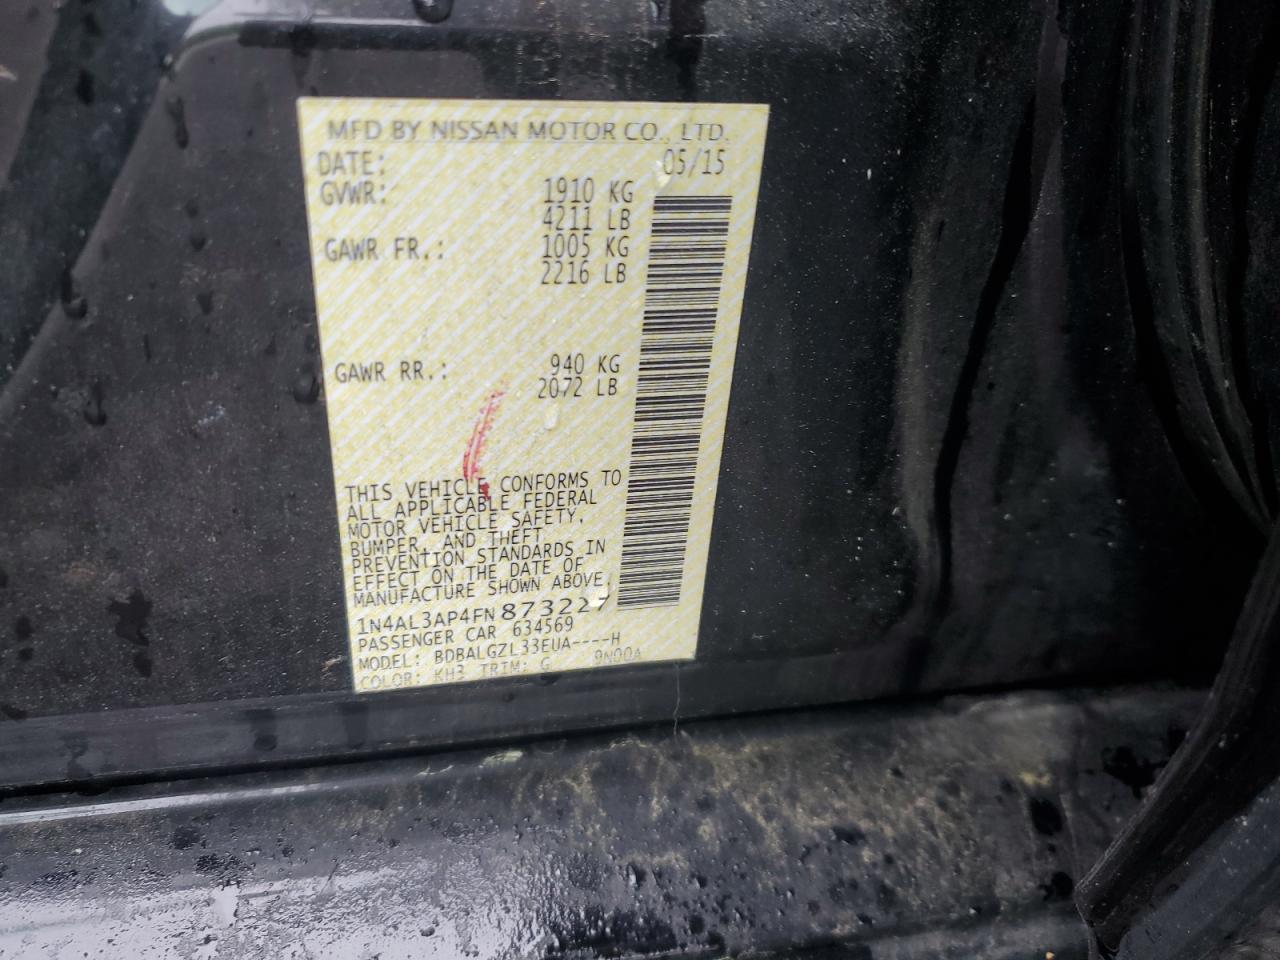 MFD BY NISSAN MOTOR CO., LTD.
DATE: 05/15
GVWR: 1910 KG
4211 LB
GAWR FR.: 1005 KG
2216 LB
GAWR RR.: 940 KG
2072 LB
THIS VEHICLE CONFORMS TO
ALL APPLICABLE FEDERAL
MOTOR VEHICLE SAFETY,
BUMPER, AND THEFT
PREVENTION STANDARDS IN
EFFECT ON THE DATE OF
MANUFACTURE SHOWN ABOVE.
1N4AL3AP4FN 873227
PASSENGER CAR 634569
MODEL: BDBALGZL33EUA----H
COLOR: KH3 TRIM: G 9N00A